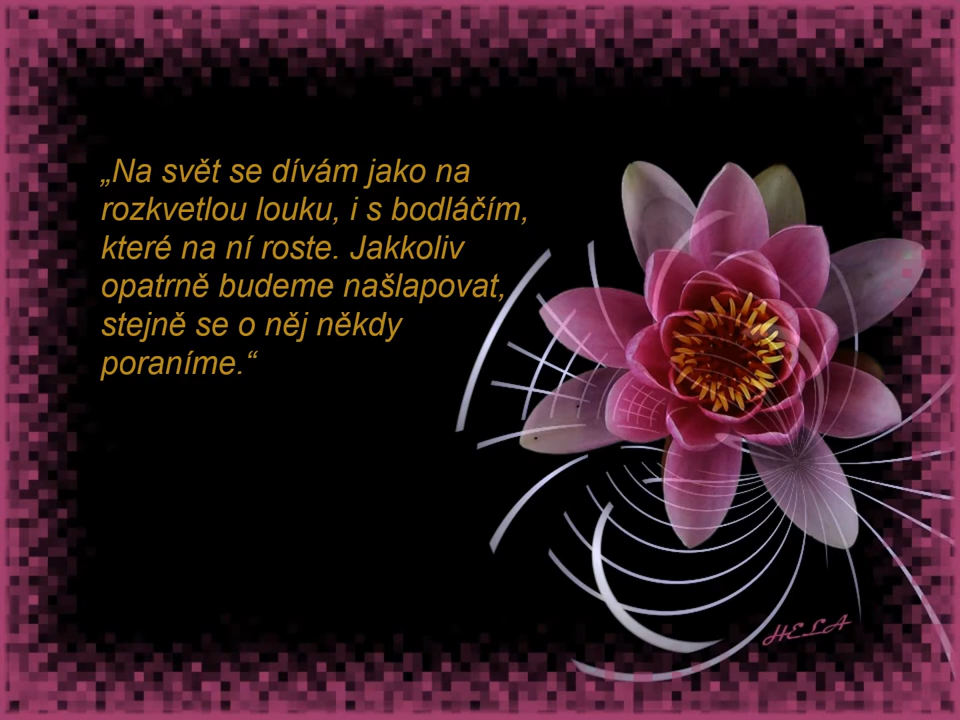 „Na svět se dívám jako na
rozkvetlou louku, i s bodláčím,
které na ní roste. Jakkoliv
opatrně budeme našlapovat,
stejně se o něj někdy
poraníme.“
HELA